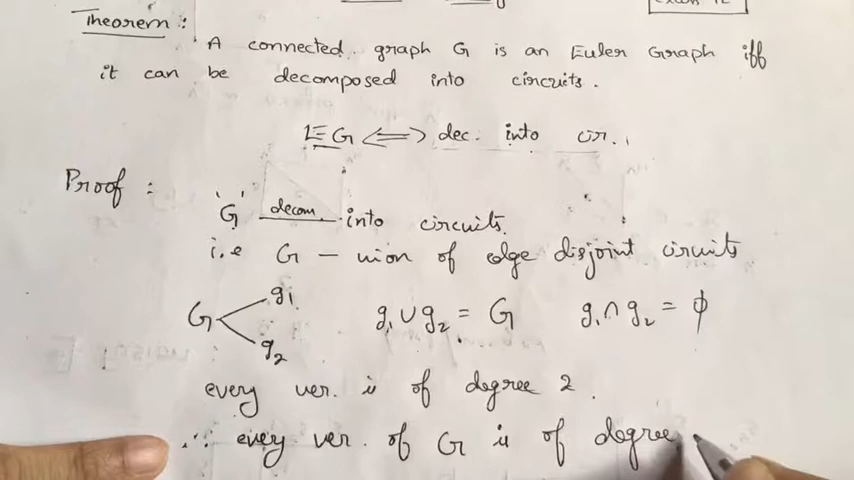 Theorem :
A connected graph G is an Euler Graph iff
it can be decomposed into circuits.
EG <=> dec. into cir.
Proof :
'G' decom. into circuits.
i.e G - union of edge disjoint circuits
G g1 g2 g1 ∪ g2 = G g1 ∩ g2 = ϕ
every ver. is of degree 2.
∴ every ver. of G is of degree